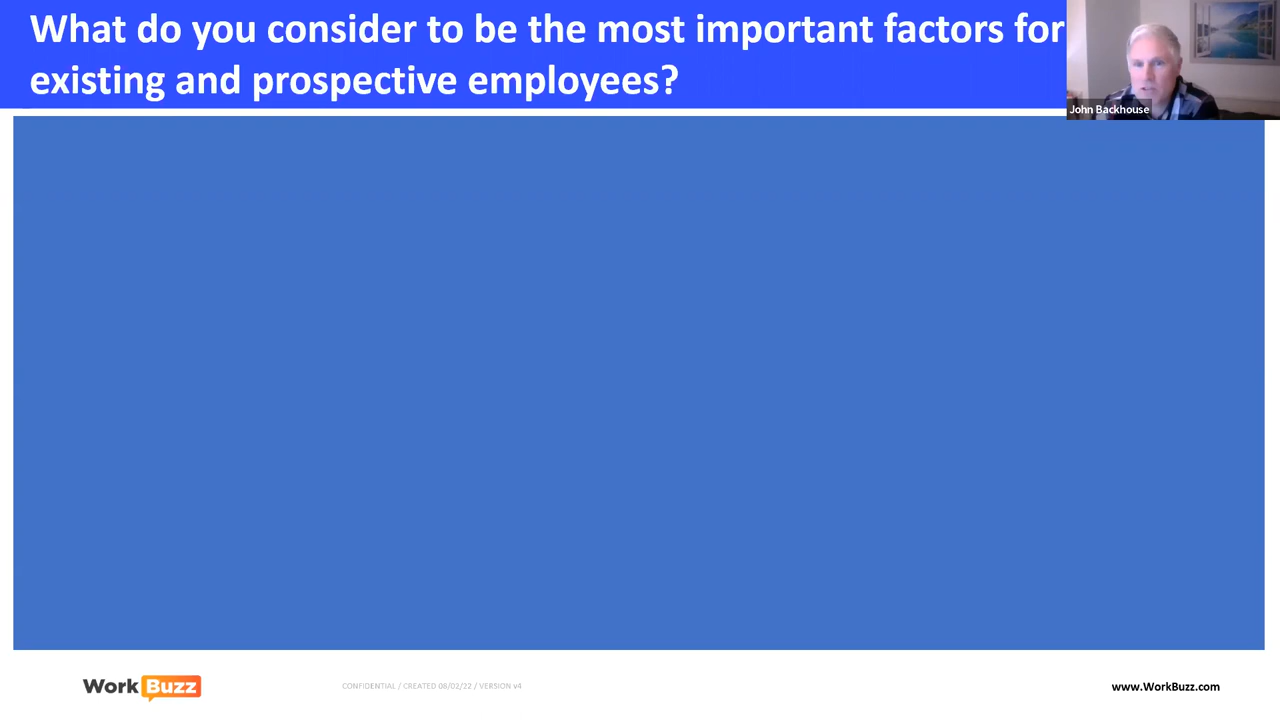 What do you consider to be the most important factors for
existing and prospective employees?
John Backhouse
WorkBuzz
CONFIDENTIAL / CREATED 08/02/22 / VERSION v4
www.WorkBuzz.com